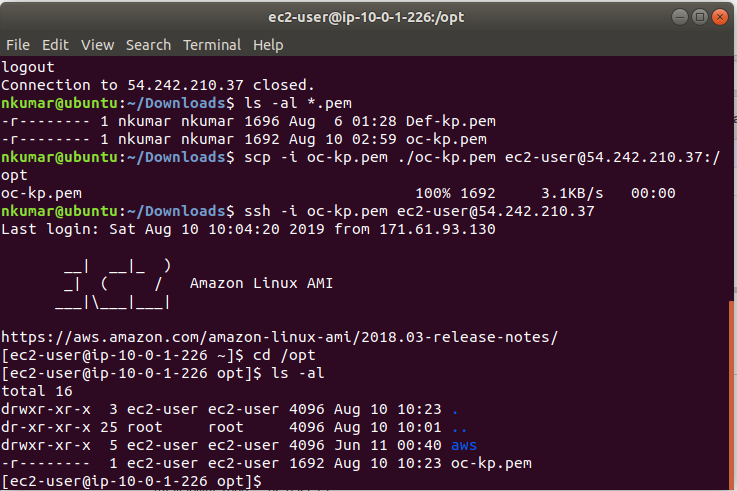 ec2-user@ip-10-0-1-226:/opt
File Edit View Search Terminal Help
logout
Connection to 54.242.210.37 closed.
nkumar@ubuntu:~/Downloads$ ls -al *.pem
-r-------- 1 nkumar nkumar 1696 Aug  6 01:28 Def-kp.pem
-r-------- 1 nkumar nkumar 1692 Aug 10 02:59 oc-kp.pem
nkumar@ubuntu:~/Downloads$ scp -i oc-kp.pem ./oc-kp.pem ec2-user@54.242.210.37:/
opt
oc-kp.pem                                     100% 1692     3.1KB/s   00:00
nkumar@ubuntu:~/Downloads$ ssh -i oc-kp.pem ec2-user@54.242.210.37
Last login: Sat Aug 10 10:04:20 2019 from 171.61.93.130
       __|  __|_  )
       _|  (     /   Amazon Linux AMI
      ___|\___|___|
https://aws.amazon.com/amazon-linux-ami/2018.03-release-notes/
[ec2-user@ip-10-0-1-226 ~]$ cd /opt
[ec2-user@ip-10-0-1-226 opt]$ ls -al
total 16
drwxr-xr-x  3 ec2-user ec2-user 4096 Aug 10 10:23 .
dr-xr-xr-x 25 root     root     4096 Aug 10 10:01 ..
drwxr-xr-x  5 ec2-user ec2-user 4096 Jun 11 00:40 aws
-r--------  1 ec2-user ec2-user 1692 Aug 10 10:23 oc-kp.pem
[ec2-user@ip-10-0-1-226 opt]$